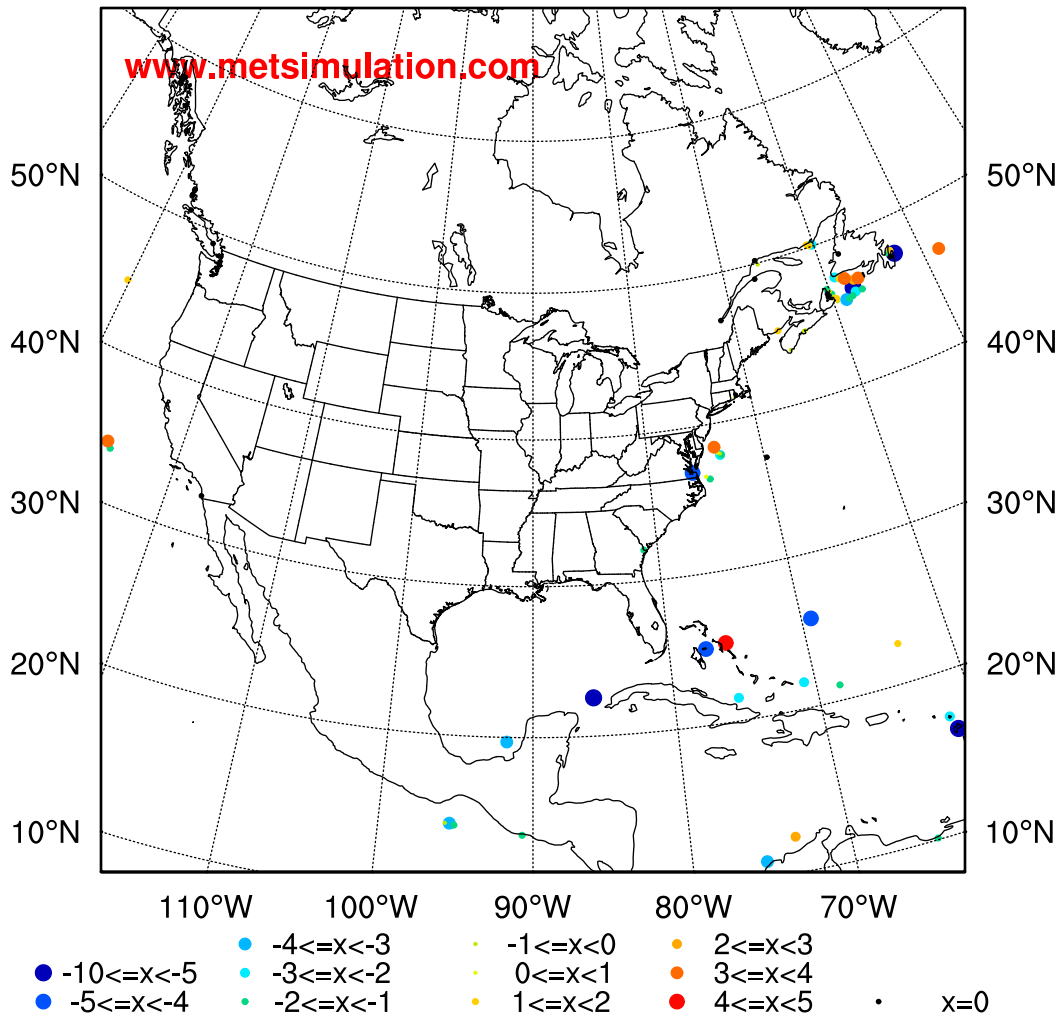 www.metsimulation.com
50°N 50°N
40°N 40°N
30°N 30°N
20°N 20°N
10°N 10°N
110°W 100°W 90°W 80°W 70°W
-4<=x<-3 -1<=x<0 2<=x<3
-10<=x<-5 -3<=x<-2 0<=x<1 3<=x<4
-5<=x<-4 -2<=x<-1 1<=x<2 4<=x<5 x=0